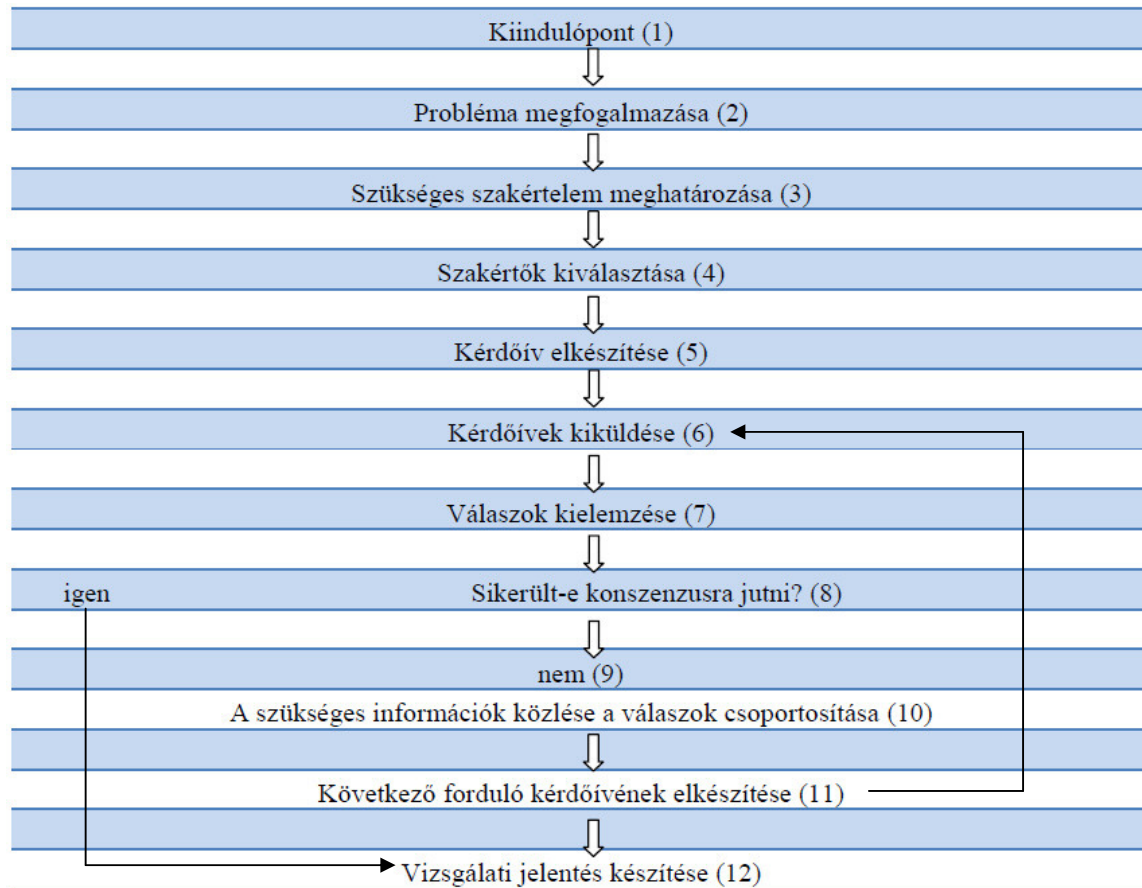 Kiindulópont (1)
Probléma megfogalmazása (2)
Szükséges szakértelem meghatározása (3)
Szakértők kiválasztása (4)
Kérdőív elkészítése (5)
Kérdőívek kiküldése (6)
Válaszok kielemzése (7)
igen Sikerült-e konszenzusra jutni? (8)
nem (9)
A szükséges információk közlése a válaszok csoportosítása (10)
Következő forduló kérdőívének elkészítése (11)
Vizsgálati jelentés készítése (12)